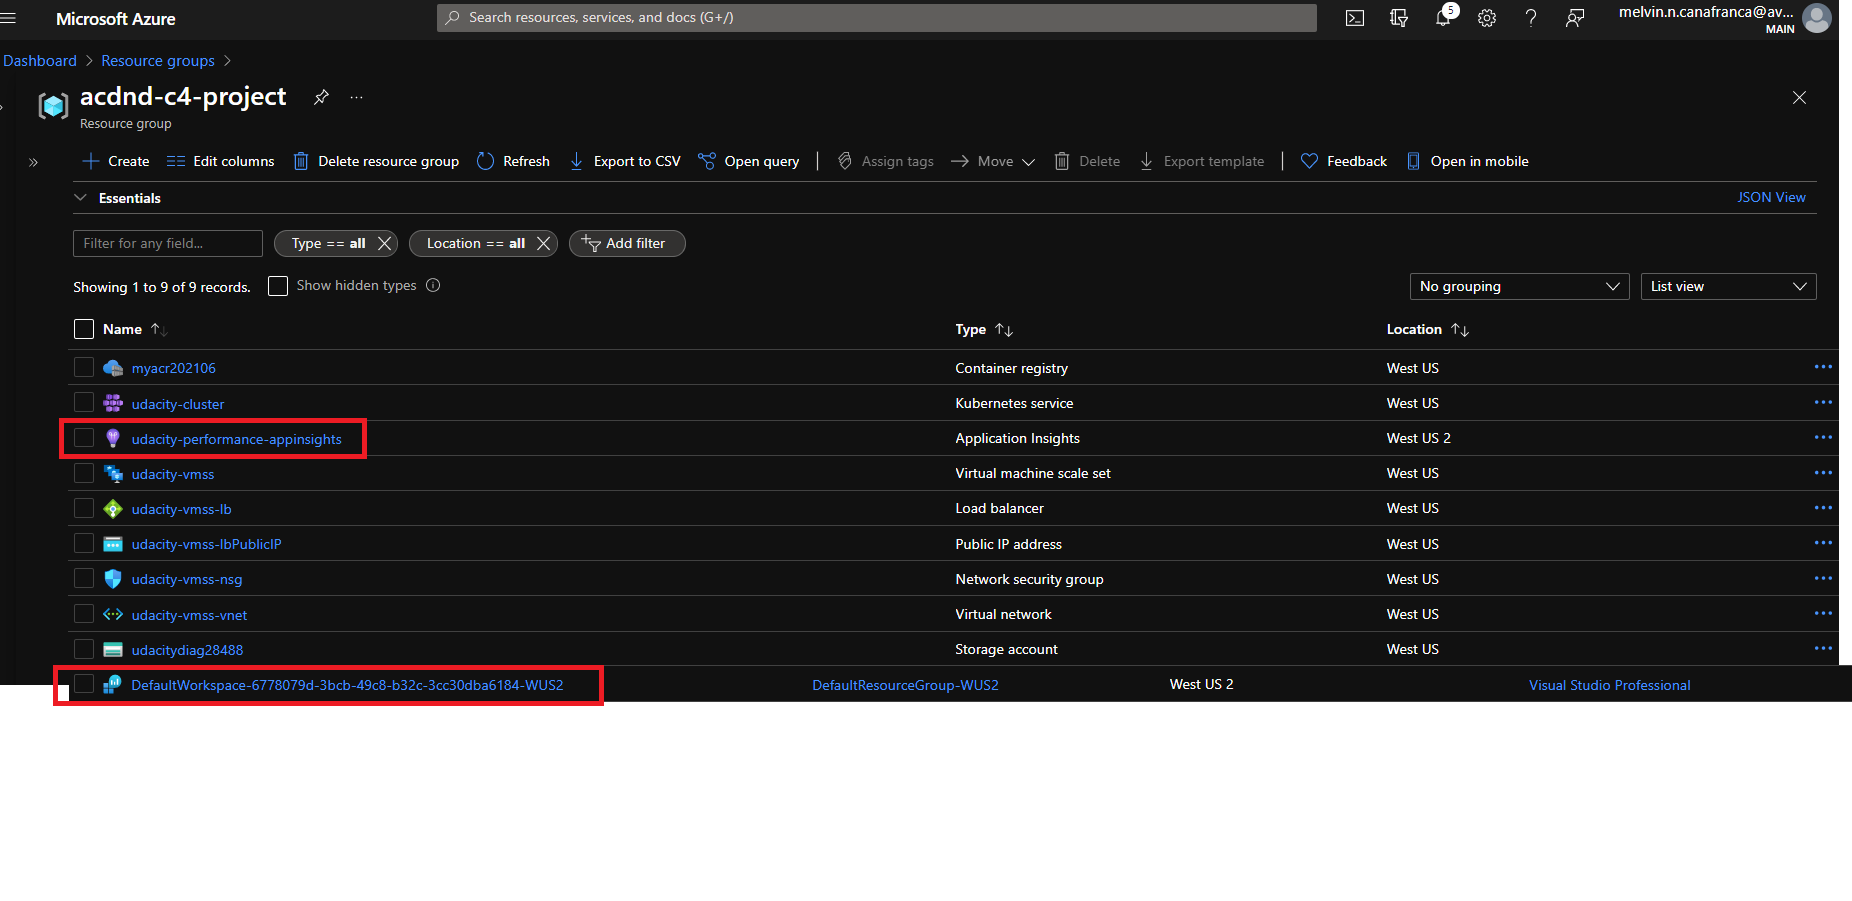 Microsoft Azure
Search resources, services, and docs (G+/)
5
melvin.n.canafranca@av...
MAIN
Dashboard > Resource groups >
acdnd-c4-project
...
Resource group
» Create Edit columns Delete resource group Refresh Export to CSV Open query Assign tags Move Delete Export template Feedback Open in mobile
Essentials JSON View
Filter for any field... Type == all Location == all Add filter
Showing 1 to 9 of 9 records. Show hidden types No grouping List view
Name Type Location
myacr202106 Container registry West US
udacity-cluster Kubernetes service West US
udacity-performance-appinsights Application Insights West US 2
udacity-vmss Virtual machine scale set West US
udacity-vmss-lb Load balancer West US
udacity-vmss-lbPublicIP Public IP address West US
udacity-vmss-nsg Network security group West US
udacity-vmss-vnet Virtual network West US
udacitydiag28488 Storage account West US
DefaultWorkspace-6778079d-3bcb-49c8-b32c-3cc30dba6184-WUS2 DefaultResourceGroup-WUS2 West US 2 Visual Studio Professional